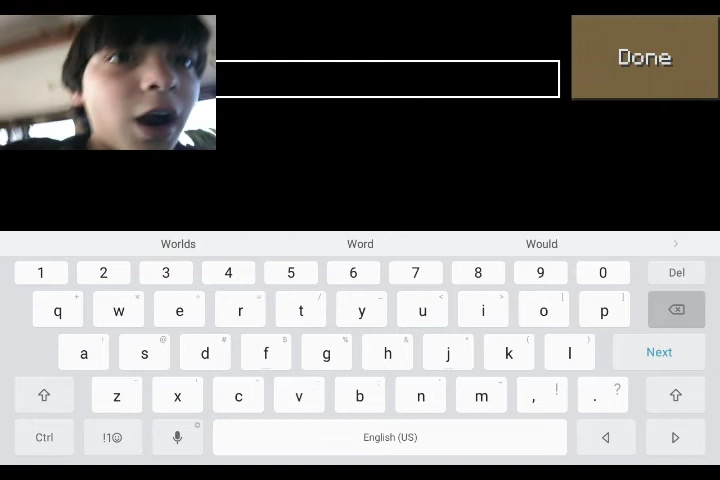 Done
Worlds Word Would
1 2 3 4 5 6 7 8 9 0 Del
q w e r t y u i o p
a s d f g h j k l Next
z x c v b n m , ! . ?
Ctrl !1☺ English (US)